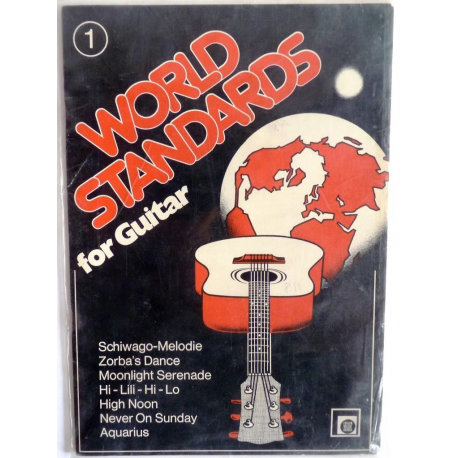 1
WORLD
STANDARDS
for Guitar
Schiwago-Melodie
Zorba's Dance
Moonlight Serenade
Hi - Lili - Hi - Lo
High Noon
Never On Sunday
Aquarius